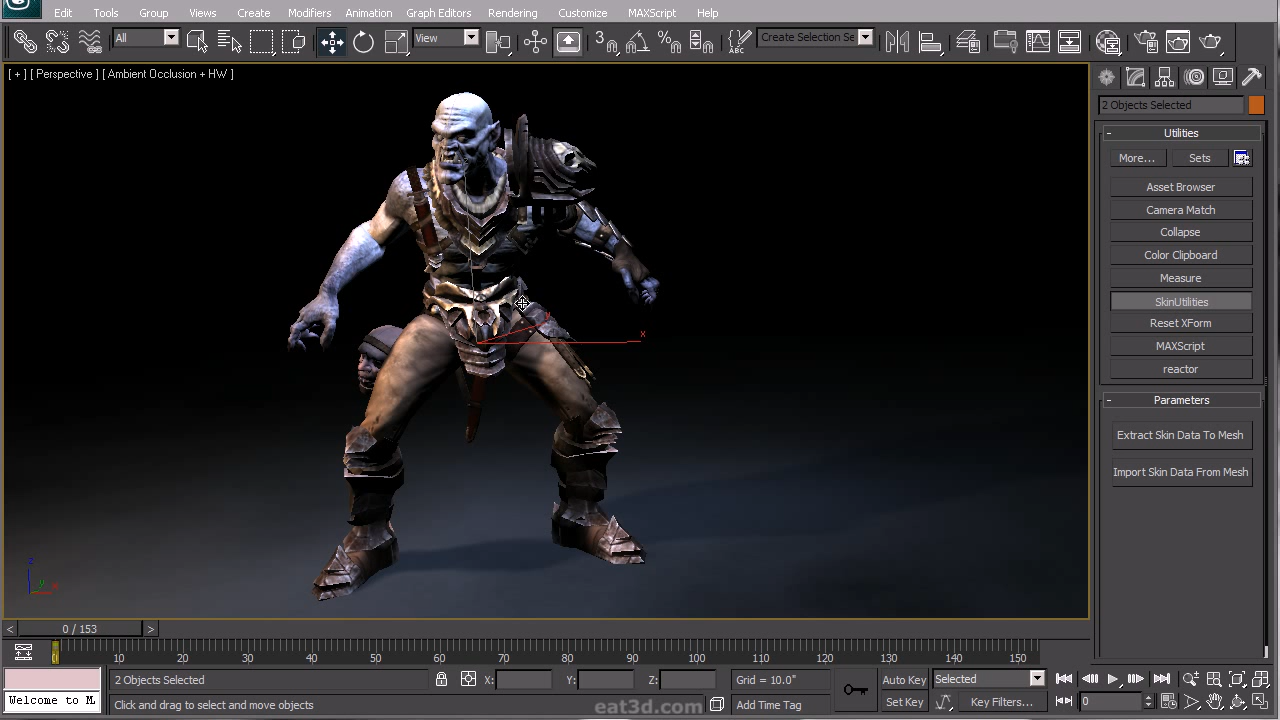 Edit Tools Group Views Create Modifiers Animation Graph Editors Rendering Customize MAXScript Help
All View 3 % ABC Create Selection Se
[ + ] [ Perspective ] [ Ambient Occlusion + HW ]
2 Objects Selected
- Utilities
More... Sets
Asset Browser
Camera Match
Collapse
Color Clipboard
Measure
SkinUtilities
Reset XForm
MAXScript
reactor
- Parameters
Extract Skin Data To Mesh
Import Skin Data From Mesh
y
x
z
y
x
< 0 / 153 >
10 20 30 40 50 60 70 80 90 100 110 120 130 140 150
2 Objects Selected X: Y: Z: Grid = 10.0" Auto Key Selected
Welcome to M
Click and drag to select and move objects eat3d.com Add Time Tag Set Key Key Filters... 0